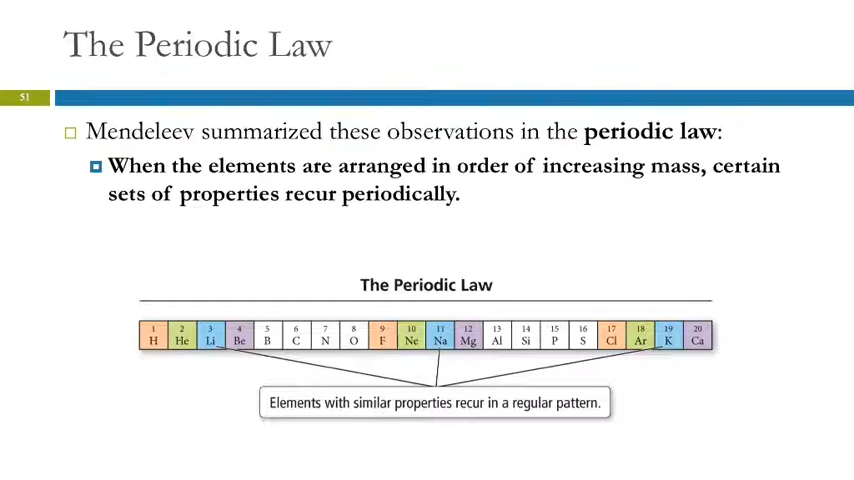 The Periodic Law
51
Mendeleev summarized these observations in the periodic law:
When the elements are arranged in order of increasing mass, certain
sets of properties recur periodically.
The Periodic Law
1 2 3 4 5 6 7 8 9 10 11 12 13 14 15 16 17 18 19 20
H He Li Be B C N O F Ne Na Mg Al Si P S Cl Ar K Ca
Elements with similar properties recur in a regular pattern.